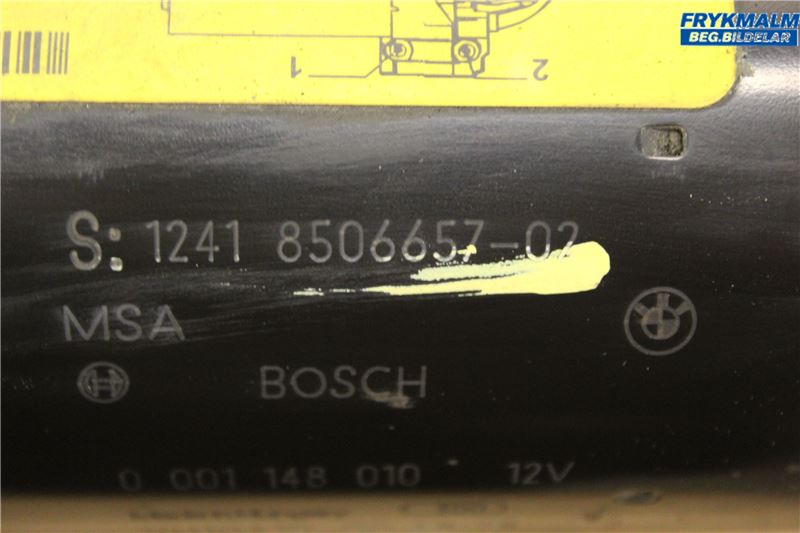 FRYKMALM
BEG.BILDELAR
1 2
S: 1241 8506657-02
MSA
BOSCH
0 001 148 010 12V